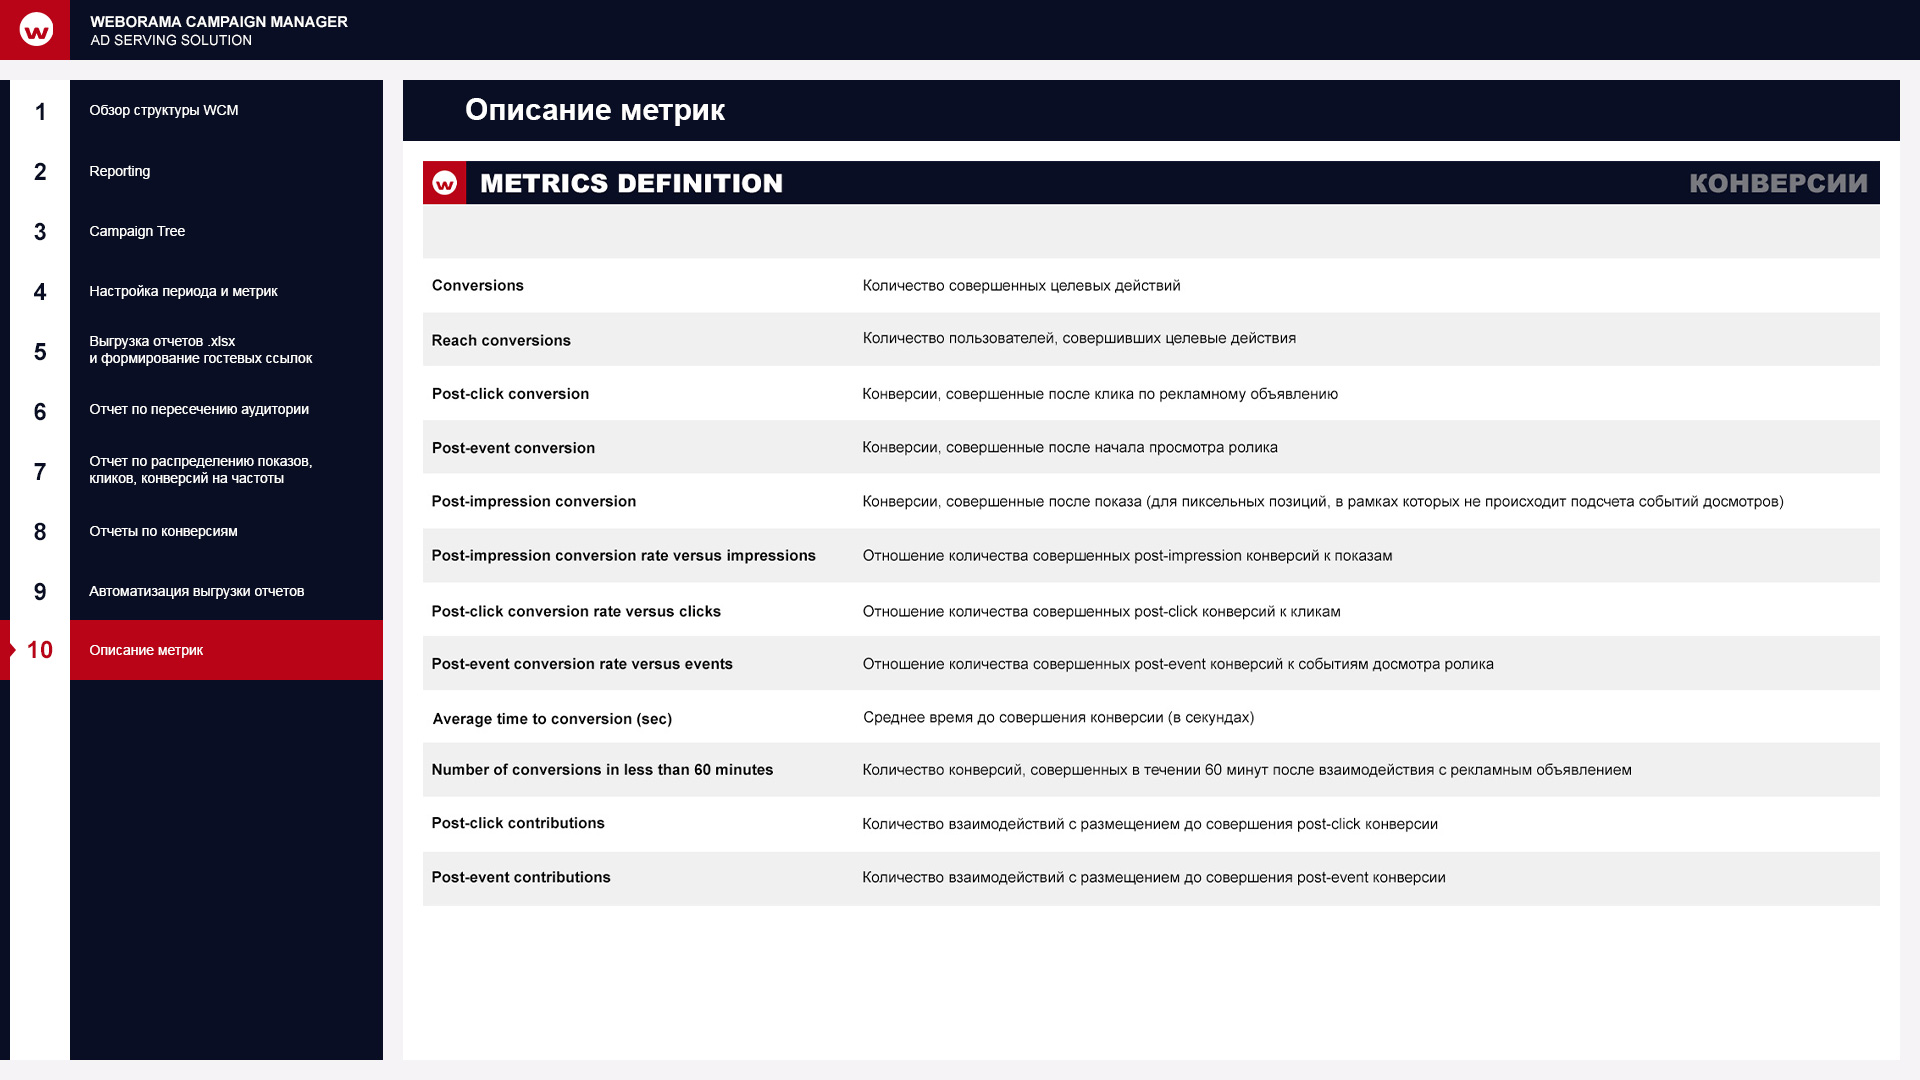 WEBORAMA CAMPAIGN MANAGER
AD SERVING SOLUTION
1 Обзор структуры WCM
2 Reporting
3 Campaign Tree
4 Настройка периода и метрик
5 Выгрузка отчетов .xlsx
и формирование гостевых ссылок
6 Отчет по пересечению аудитории
7 Отчет по распределению показов,
кликов, конверсий на частоты
8 Отчеты по конверсиям
9 Автоматизация выгрузки отчетов
10 Описание метрик
Описание метрик
W METRICS DEFINITION КОНВЕРСИИ
Conversions Количество совершенных целевых действий
Reach conversions Количество пользователей, совершивших целевые действия
Post-click conversion Конверсии, совершенные после клика по рекламному объявлению
Post-event conversion Конверсии, совершенные после начала просмотра ролика
Post-impression conversion Конверсии, совершенные после показа (для пиксельных позиций, в рамках которых не происходит подсчета событий досмотров)
Post-impression conversion rate versus impressions Отношение количества совершенных post-impression конверсий к показам
Post-click conversion rate versus clicks Отношение количества совершенных post-click конверсий к кликам
Post-event conversion rate versus events Отношение количества совершенных post-event конверсий к событиям досмотра ролика
Average time to conversion (sec) Среднее время до совершения конверсии (в секундах)
Number of conversions in less than 60 minutes Количество конверсий, совершенных в течении 60 минут после взаимодействия с рекламным объявлением
Post-click contributions Количество взаимодействий с размещением до совершения post-click конверсии
Post-event contributions Количество взаимодействий с размещением до совершения post-event конверсии